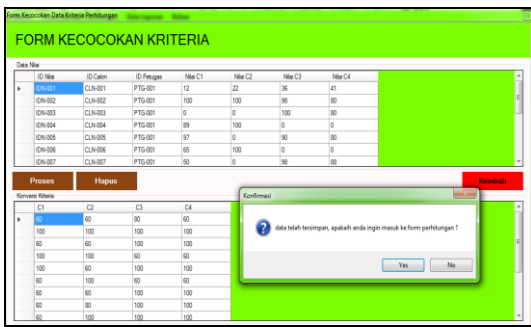 Form Kecocokan Data Kriteria Perhitungan
FORM KECOCOKAN KRITERIA
Data Nilai
ID Nilai ID Calon ID Petugas Nilai C1 Nilai C2 Nilai C3 Nilai C4
IDN-001 CLN-001 PTG-001 12 22 36 41
IDN-002 CLN-002 PTG-001 100 100 98 80
IDN-003 CLN-003 PTG-001 0 0 100 80
IDN-004 CLN-004 PTG-001 89 100 0 0
IDN-005 CLN-005 PTG-001 97 0 90 80
IDN-006 CLN-006 PTG-001 65 100 0 0
IDN-007 CLN-007 PTG-001 50 0 98 88
Proses Hapus Kembali
Konversi Kriteria
C1 C2 C3 C4
60 60 80 60
100 100 100 100
60 60 100 100
100 100 60 60
100 60 100 100
60 100 60 60
60 60 100 100
60 80 100 100
60 100 100 100
Konfirmasi
data telah tersimpan, apakaih anda ingin masuk ke form perhitungan ?
Yes No